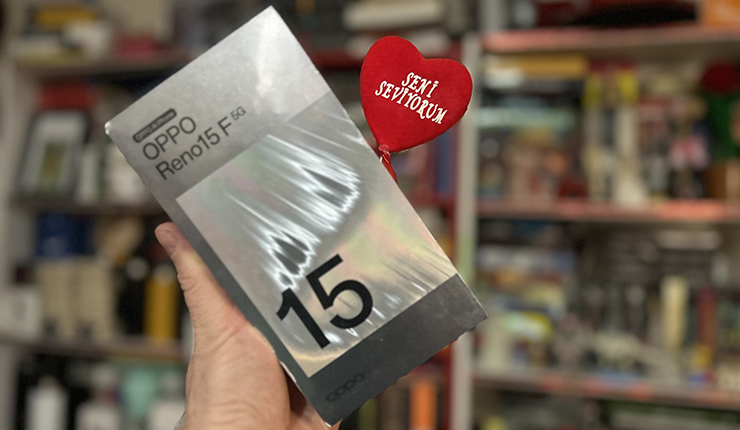 OPPO
Reno15 F 5G
SENİ
SEVİYORUM
15
oppo